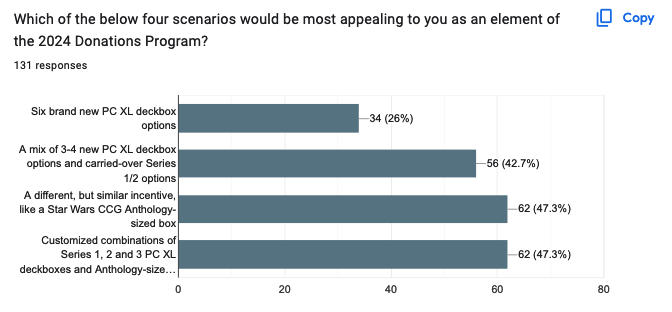 Which of the below four scenarios would be most appealing to you as an element of
the 2024 Donations Program?
Copy
131 responses
Six brand new PC XL deckbox
options
34 (26%)
A mix of 3-4 new PC XL deckbox
options and carried-over Series
1/2 options
56 (42.7%)
A different, but similar incentive,
like a Star Wars CCG Anthology-
sized box
62 (47.3%)
Customized combinations of
Series 1, 2 and 3 PC XL
deckboxes and Anthology-size…
62 (47.3%)
0
20
40
60
80